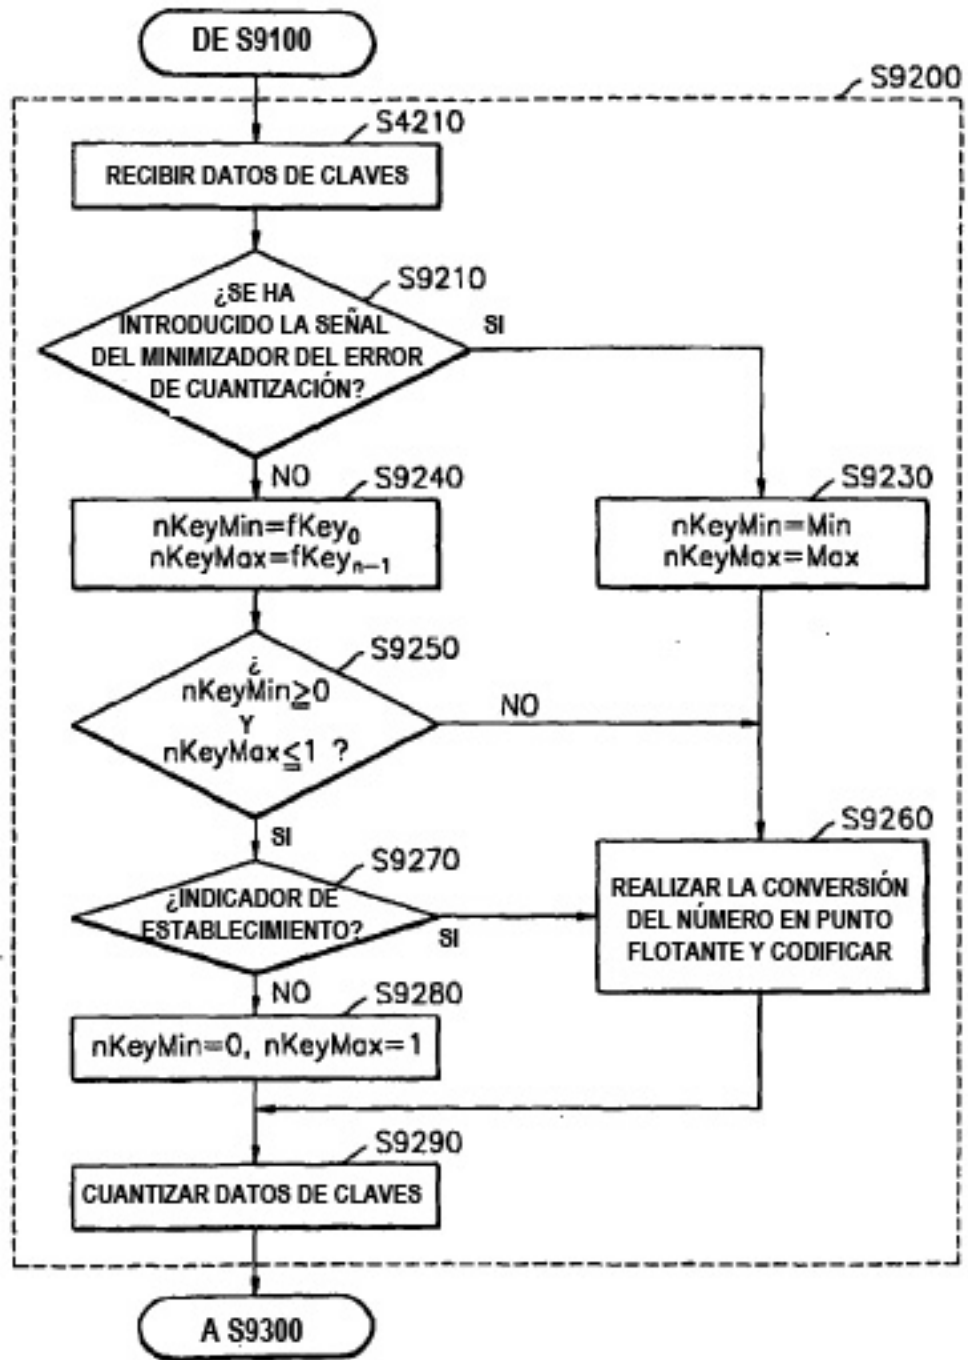 DE S9100
S9200
S4210
RECIBIR DATOS DE CLAVES
S9210
¿SE HA
INTRODUCIDO LA SEÑAL
DEL MINIMIZADOR DEL ERROR
DE CUANTIZACIÓN?
SI
NO
S9240
nKeyMin=fKey₀
nKeyMax=fKeyₙ₋₁
S9230
nKeyMin=Min
nKeyMax=Max
S9250
¿
nKeyMin≧0
Y
nKeyMax≦1 ?
NO
SI
S9260
REALIZAR LA CONVERSIÓN
DEL NÚMERO EN PUNTO
FLOTANTE Y CODIFICAR
S9270
¿INDICADOR DE
ESTABLECIMIENTO?
SI
NO
S9280
nKeyMin=0, nKeyMax=1
S9290
CUANTIZAR DATOS DE CLAVES
A S9300